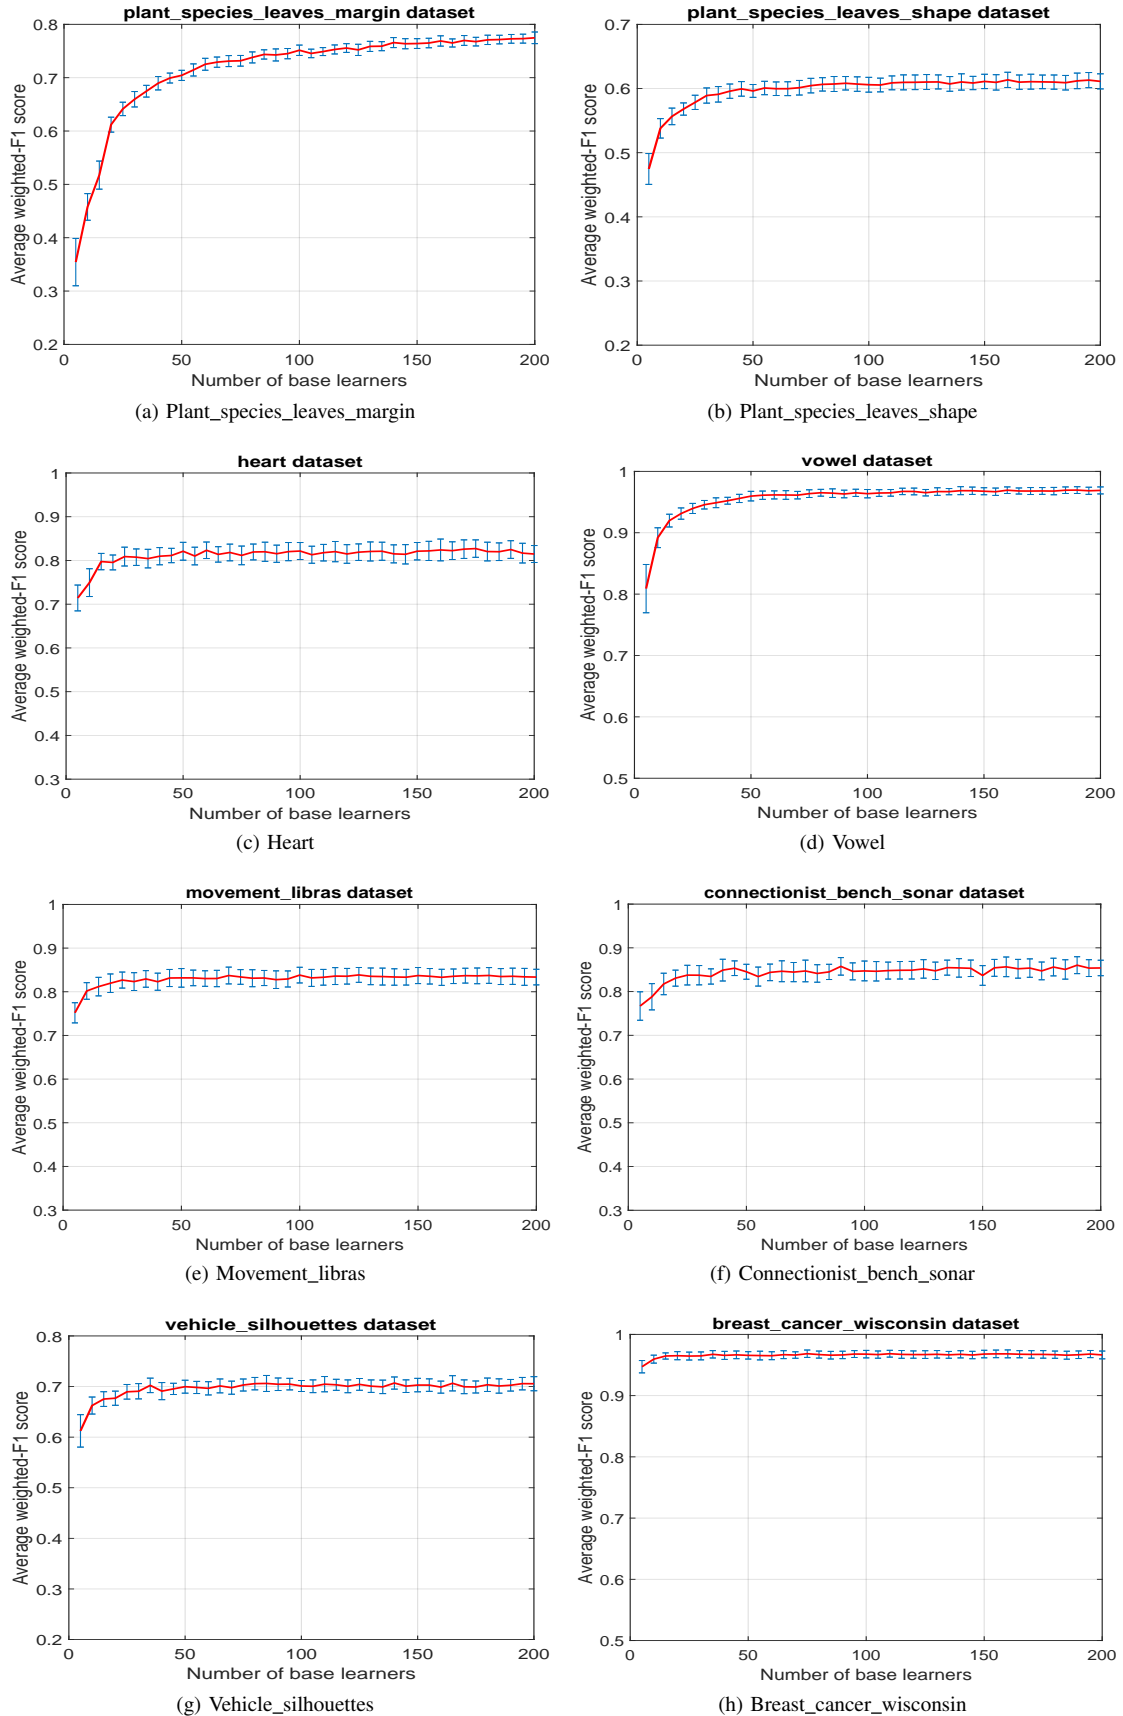 plant_species_leaves_margin dataset
0.8
0.7
0.6
0.5
0.4
0.3
0.2
Average weighted-F1 score
0 50 100 150 200
Number of base learners
(a) Plant_species_leaves_margin
plant_species_leaves_shape dataset
0.7
0.6
0.5
0.4
0.3
0.2
Average weighted-F1 score
0 50 100 150 200
Number of base learners
(b) Plant_species_leaves_shape
heart dataset
1
0.9
0.8
0.7
0.6
0.5
0.4
0.3
Average weighted-F1 score
0 50 100 150 200
Number of base learners
(c) Heart
vowel dataset
1
0.9
0.8
0.7
0.6
0.5
Average weighted-F1 score
0 50 100 150 200
Number of base learners
(d) Vowel
movement_libras dataset
1
0.9
0.8
0.7
0.6
0.5
0.4
0.3
Average weighted-F1 score
0 50 100 150 200
Number of base learners
(e) Movement_libras
connectionist_bench_sonar dataset
1
0.9
0.8
0.7
0.6
0.5
0.4
0.3
Average weighted-F1 score
0 50 100 150 200
Number of base learners
(f) Connectionist_bench_sonar
vehicle_silhouettes dataset
0.8
0.7
0.6
0.5
0.4
0.3
0.2
Average weighted-F1 score
0 50 100 150 200
Number of base learners
(g) Vehicle_silhouettes
breast_cancer_wisconsin dataset
1
0.9
0.8
0.7
0.6
0.5
Average weighted-F1 score
0 50 100 150 200
Number of base learners
(h) Breast_cancer_wisconsin